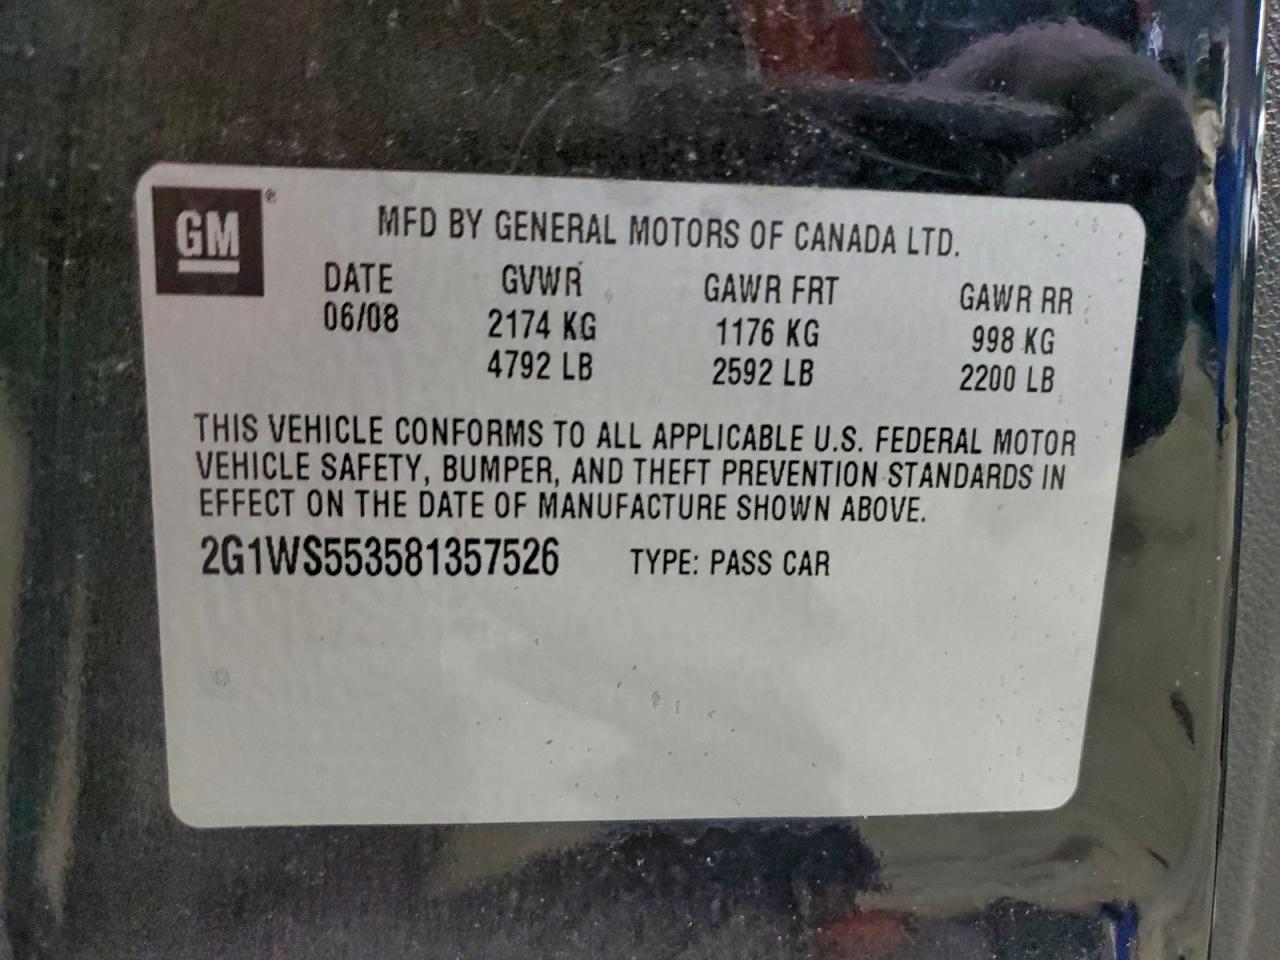 GM ®
MFD BY GENERAL MOTORS OF CANADA LTD.
DATE GVWR GAWR FRT GAWR RR
06/08 2174 KG 1176 KG 998 KG
4792 LB 2592 LB 2200 LB
THIS VEHICLE CONFORMS TO ALL APPLICABLE U.S. FEDERAL MOTOR
VEHICLE SAFETY, BUMPER, AND THEFT PREVENTION STANDARDS IN
EFFECT ON THE DATE OF MANUFACTURE SHOWN ABOVE.
2G1WS553581357526 TYPE: PASS CAR